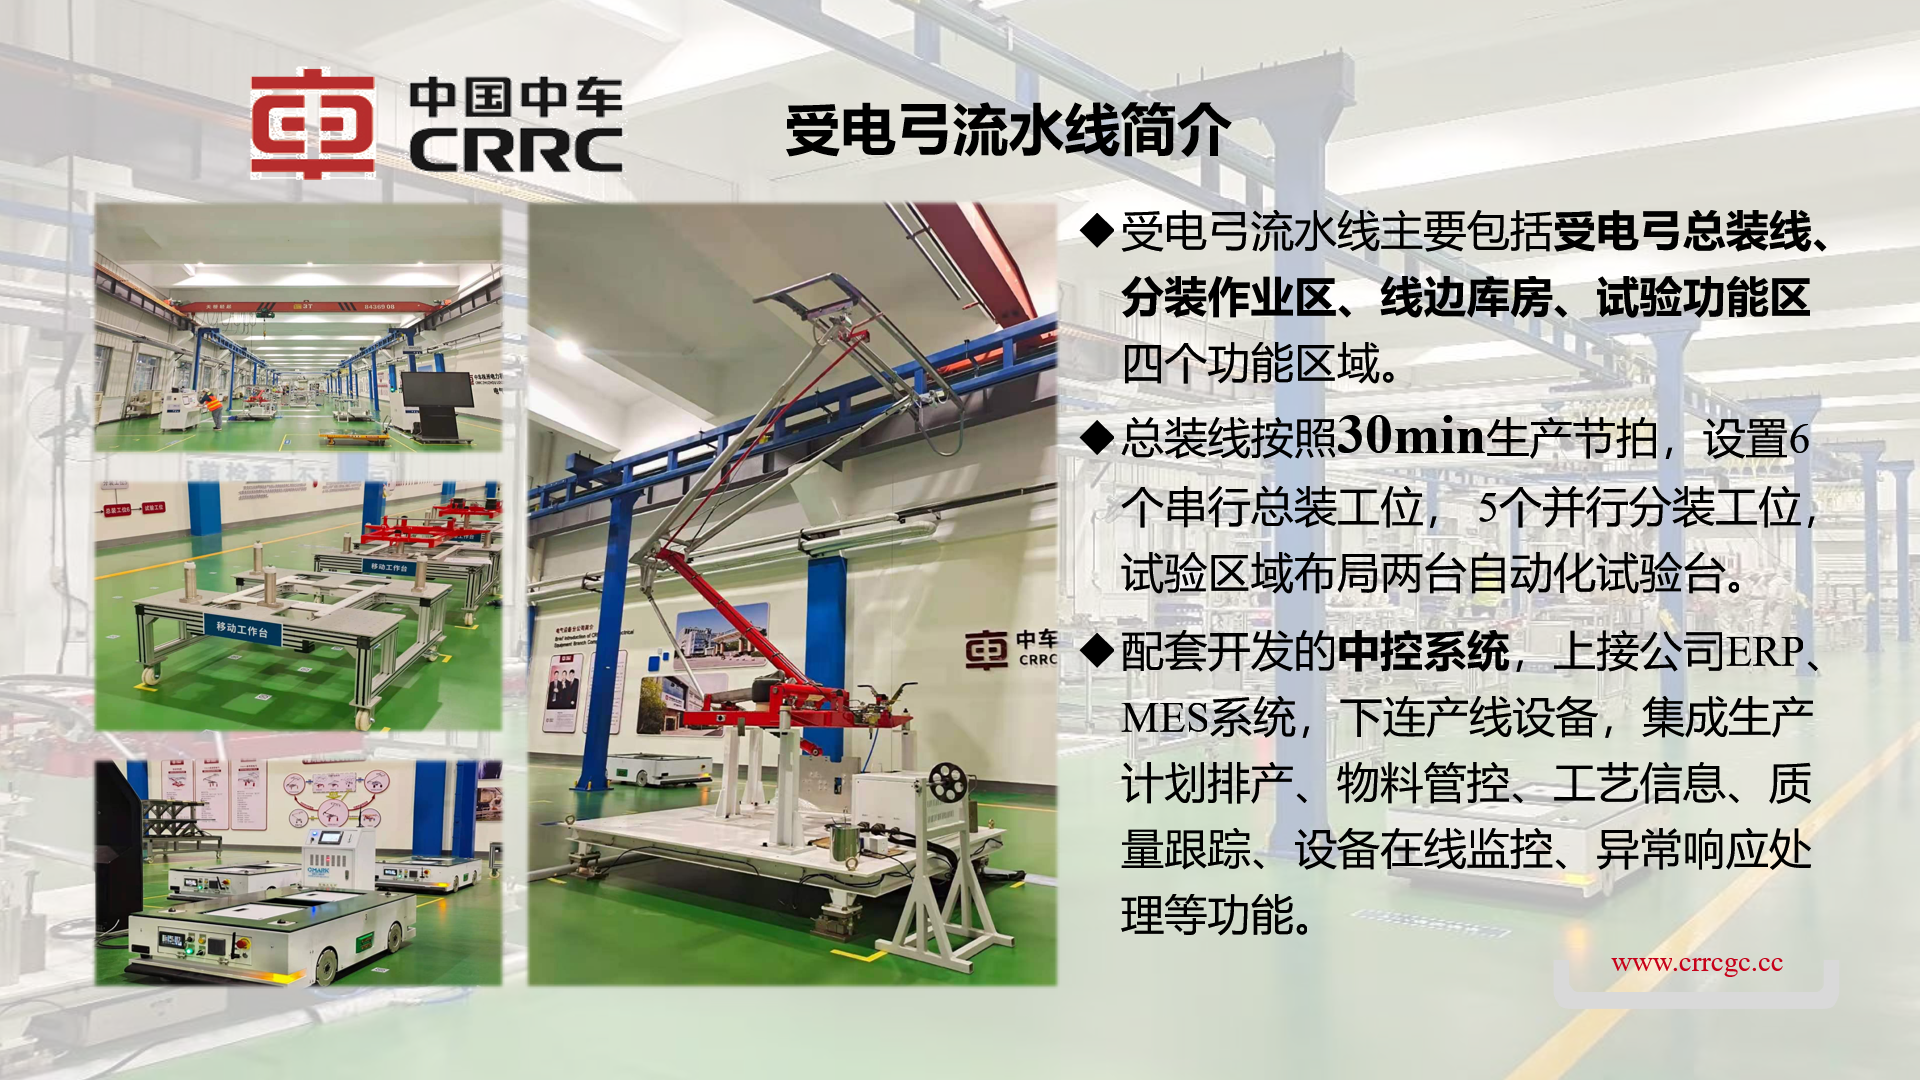 中国中车
CRRC
受电弓流水线简介
◆受电弓流水线主要包括受电弓总装线、
分装作业区、线边库房、试验功能区
四个功能区域。
◆总装线按照30min生产节拍，设置6
个串行总装工位， 5个并行分装工位，
试验区域布局两台自动化试验台。
◆配套开发的中控系统，上接公司ERP、
MES系统，下连产线设备，集成生产
计划排产、物料管控、工艺信息、质
量跟踪、设备在线监控、异常响应处
理等功能。
www.crrcgc.cc
3T
移动工作台
移动工作台
中车
CRRC